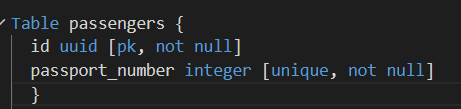 Table passengers {
id uuid [pk, not null]
passport_number integer [unique, not null]
}